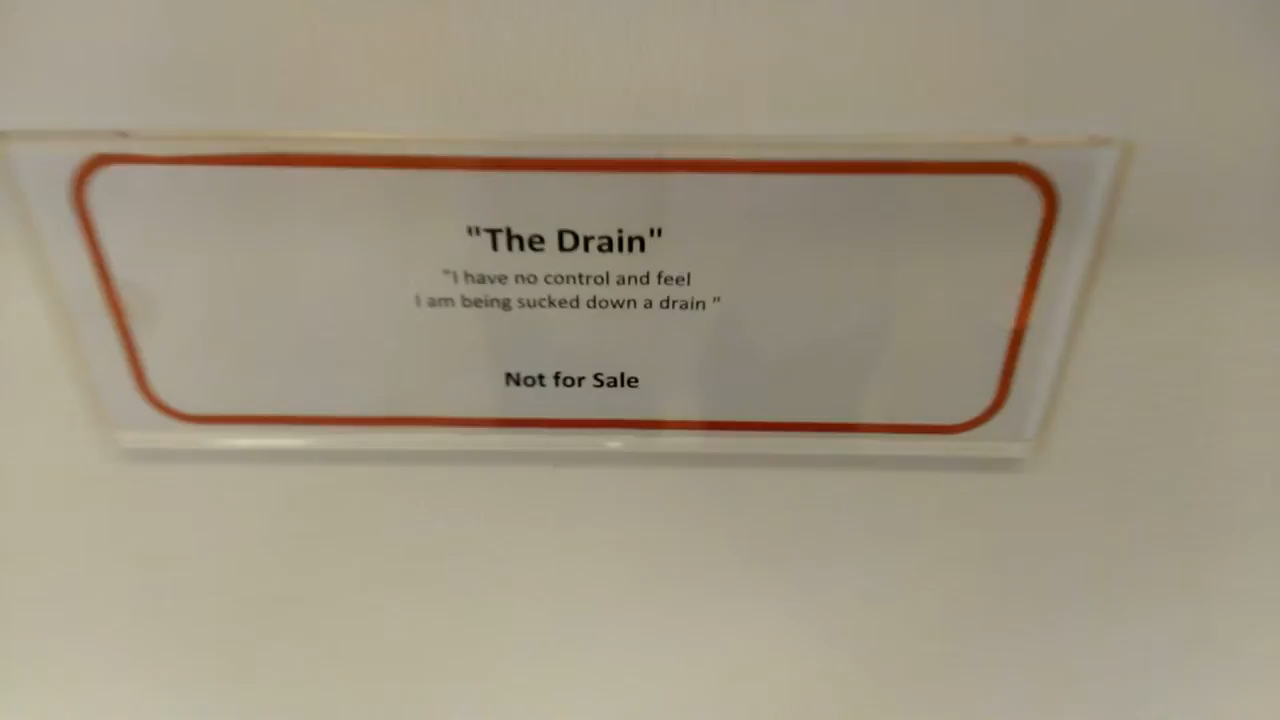 "The Drain"
"I have no control and feel
I am being sucked down a drain "
Not for Sale